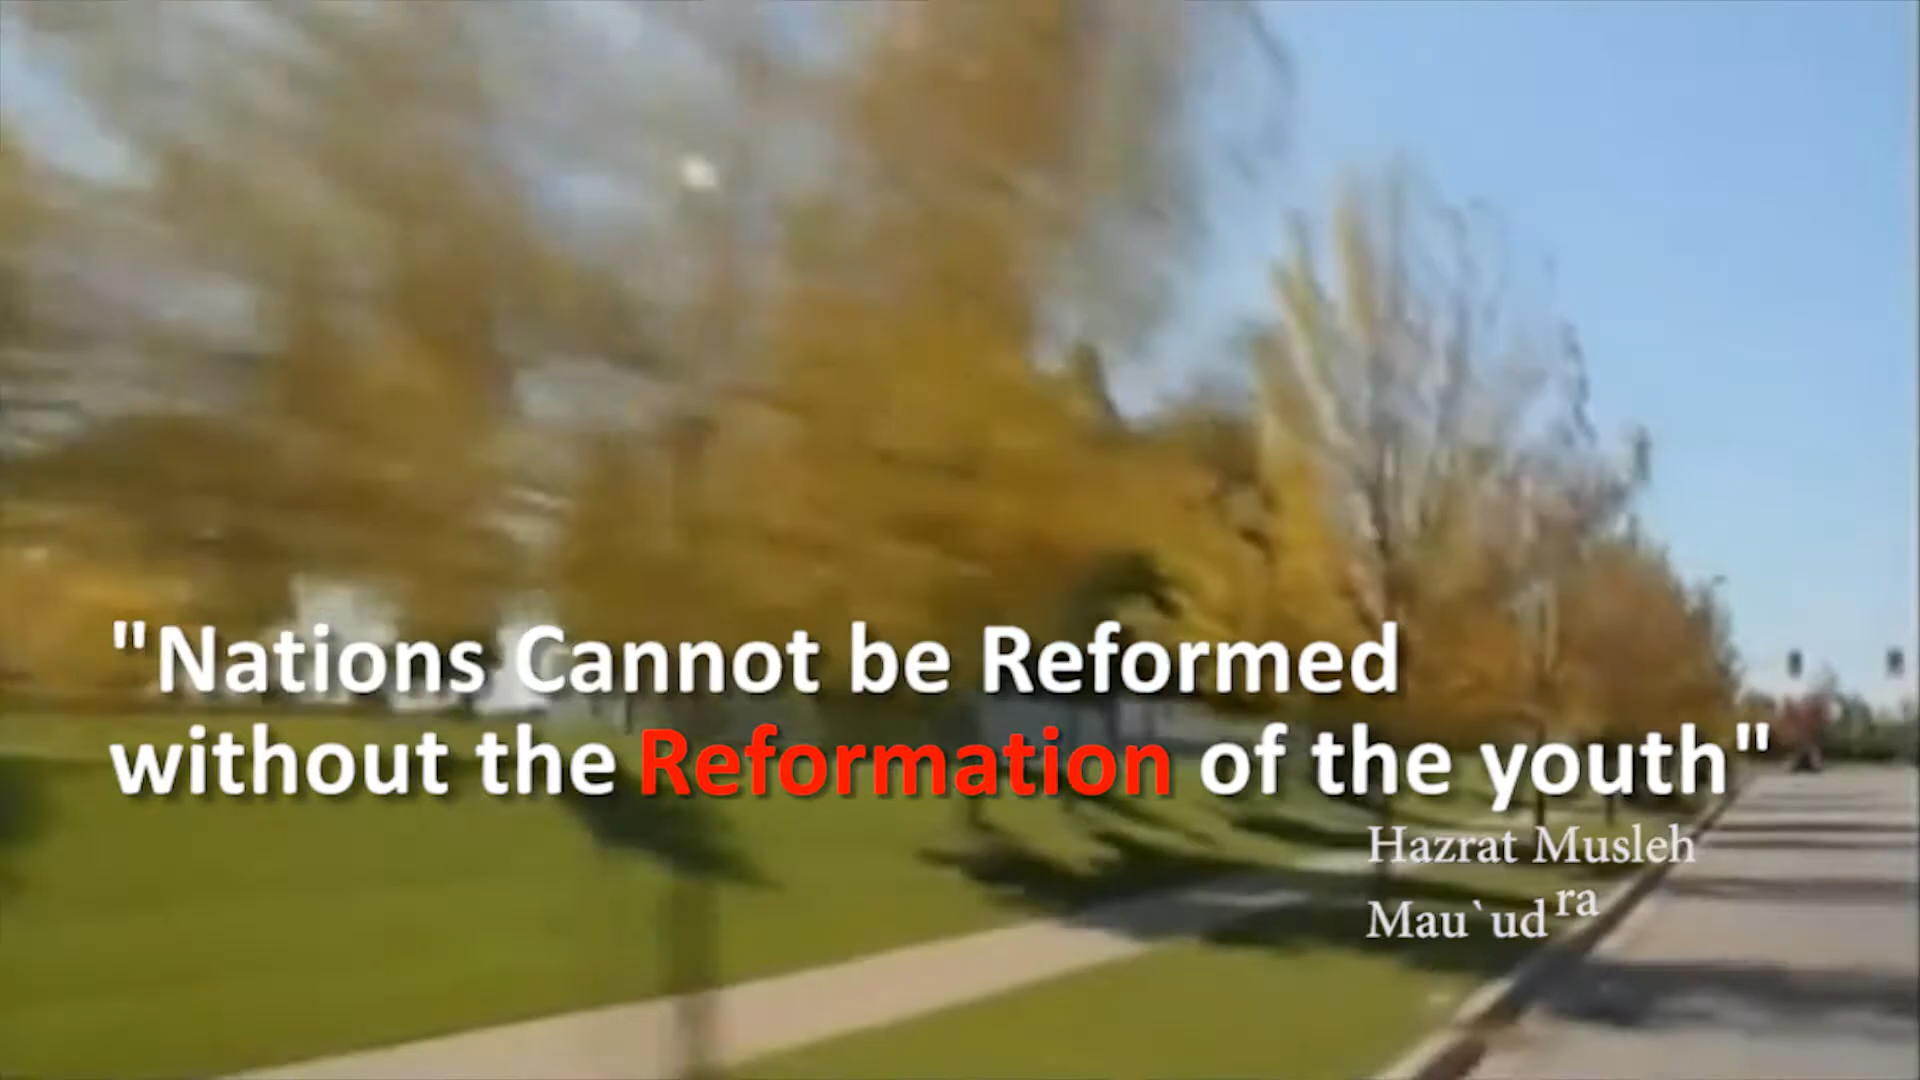 "Nations Cannot be Reformed
without the Reformation of the youth"
Hazrat Musleh
Mau`ud ra